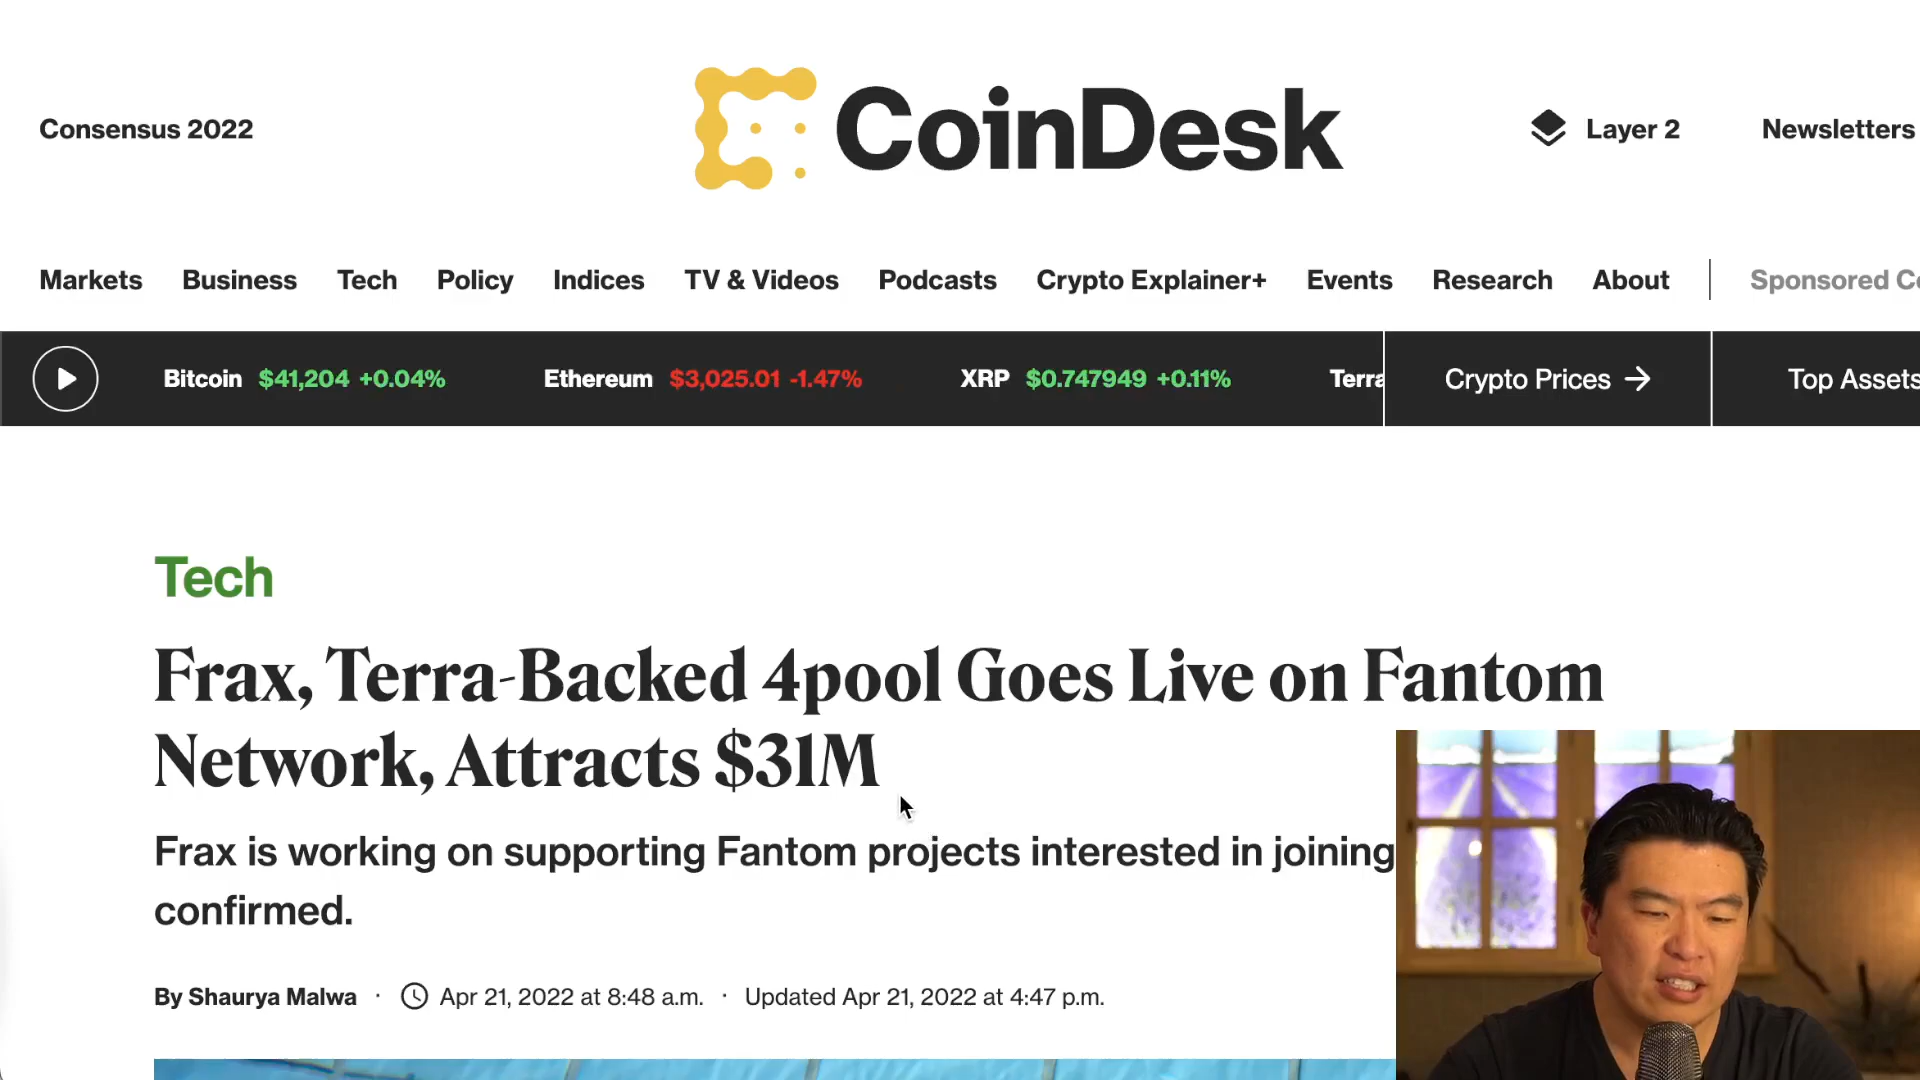 Consensus 2022
CoinDesk
Layer 2
Newsletters
Markets Business Tech Policy Indices TV & Videos Podcasts Crypto Explainer+ Events Research About Sponsored
Bitcoin $41,204 +0.04% Ethereum $3,025.01 -1.47% XRP $0.747949 +0.11% Terra Crypto Prices → Top Assets
Tech
Frax, Terra-Backed 4pool Goes Live on Fantom
Network, Attracts $31M
Frax is working on supporting Fantom projects interested in joining
confirmed.
By Shaurya Malwa · Apr 21, 2022 at 8:48 a.m. · Updated Apr 21, 2022 at 4:47 p.m.